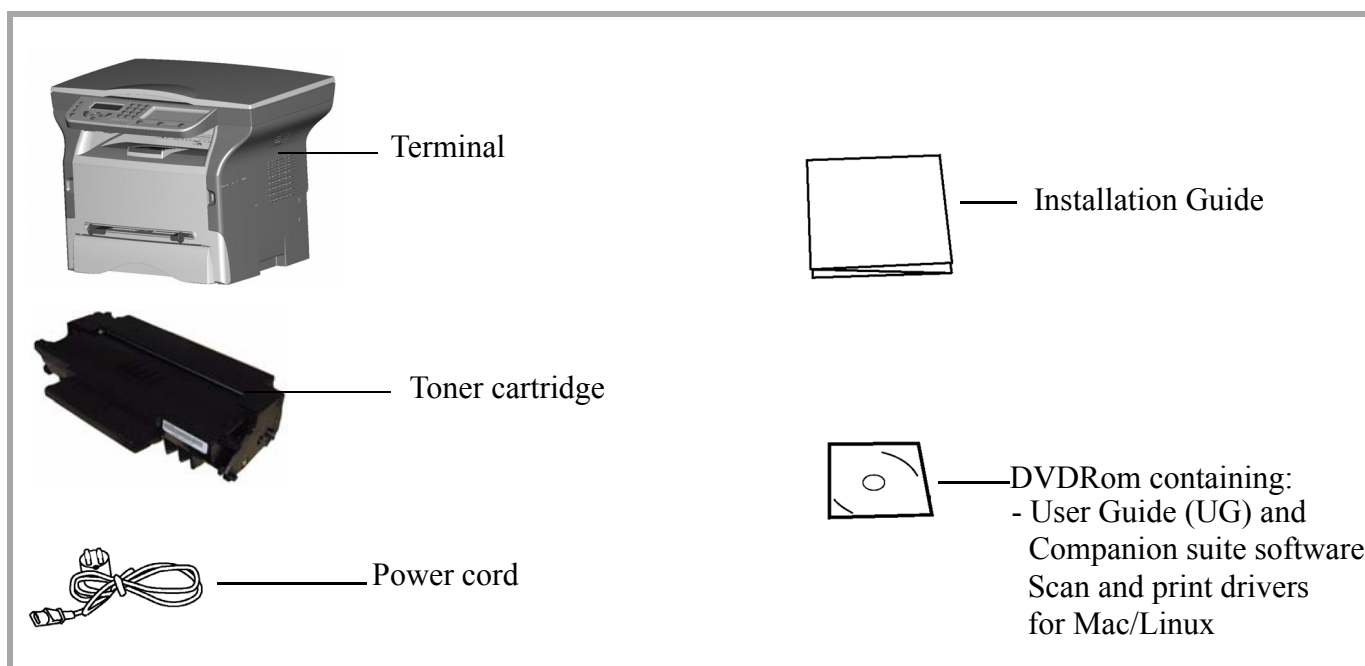 Terminal
Installation Guide
Toner cartridge
DVDRom containing:
- User Guide (UG) and
Companion suite software
Scan and print drivers
for Mac/Linux
Power cord